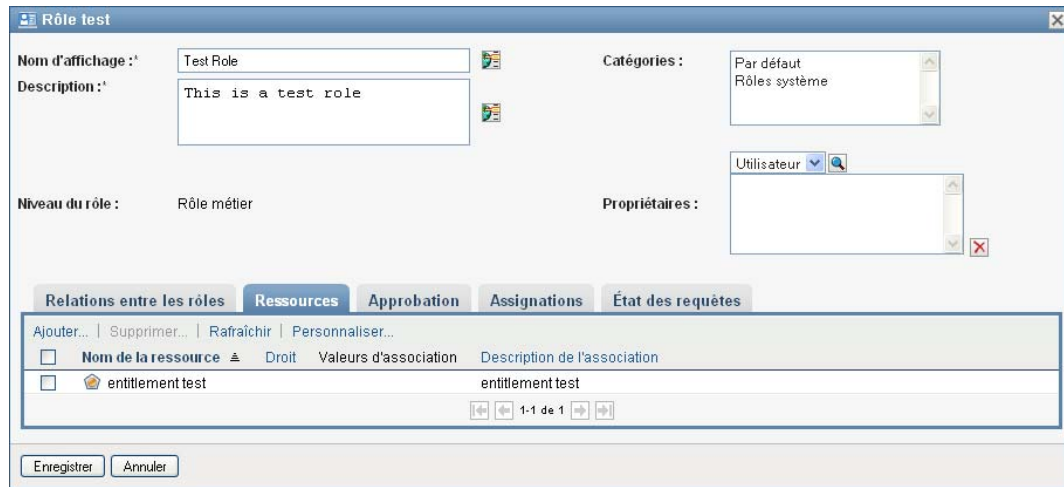 Rôle test
Nom d'affichage :*
Test Role
Catégories :
Par défaut
Rôles système
Description :*
This is a test role
Utilisateur
Niveau du rôle :
Rôle métier
Propriétaires :
Relations entre les rôles
Ressources
Approbation
Assignations
État des requêtes
Ajouter... | Supprimer... | Rafraîchir | Personnaliser...
Nom de la ressource Droit Valeurs d'association Description de l'association
entitlement test entitlement test
1-1 de 1
Enregistrer Annuler